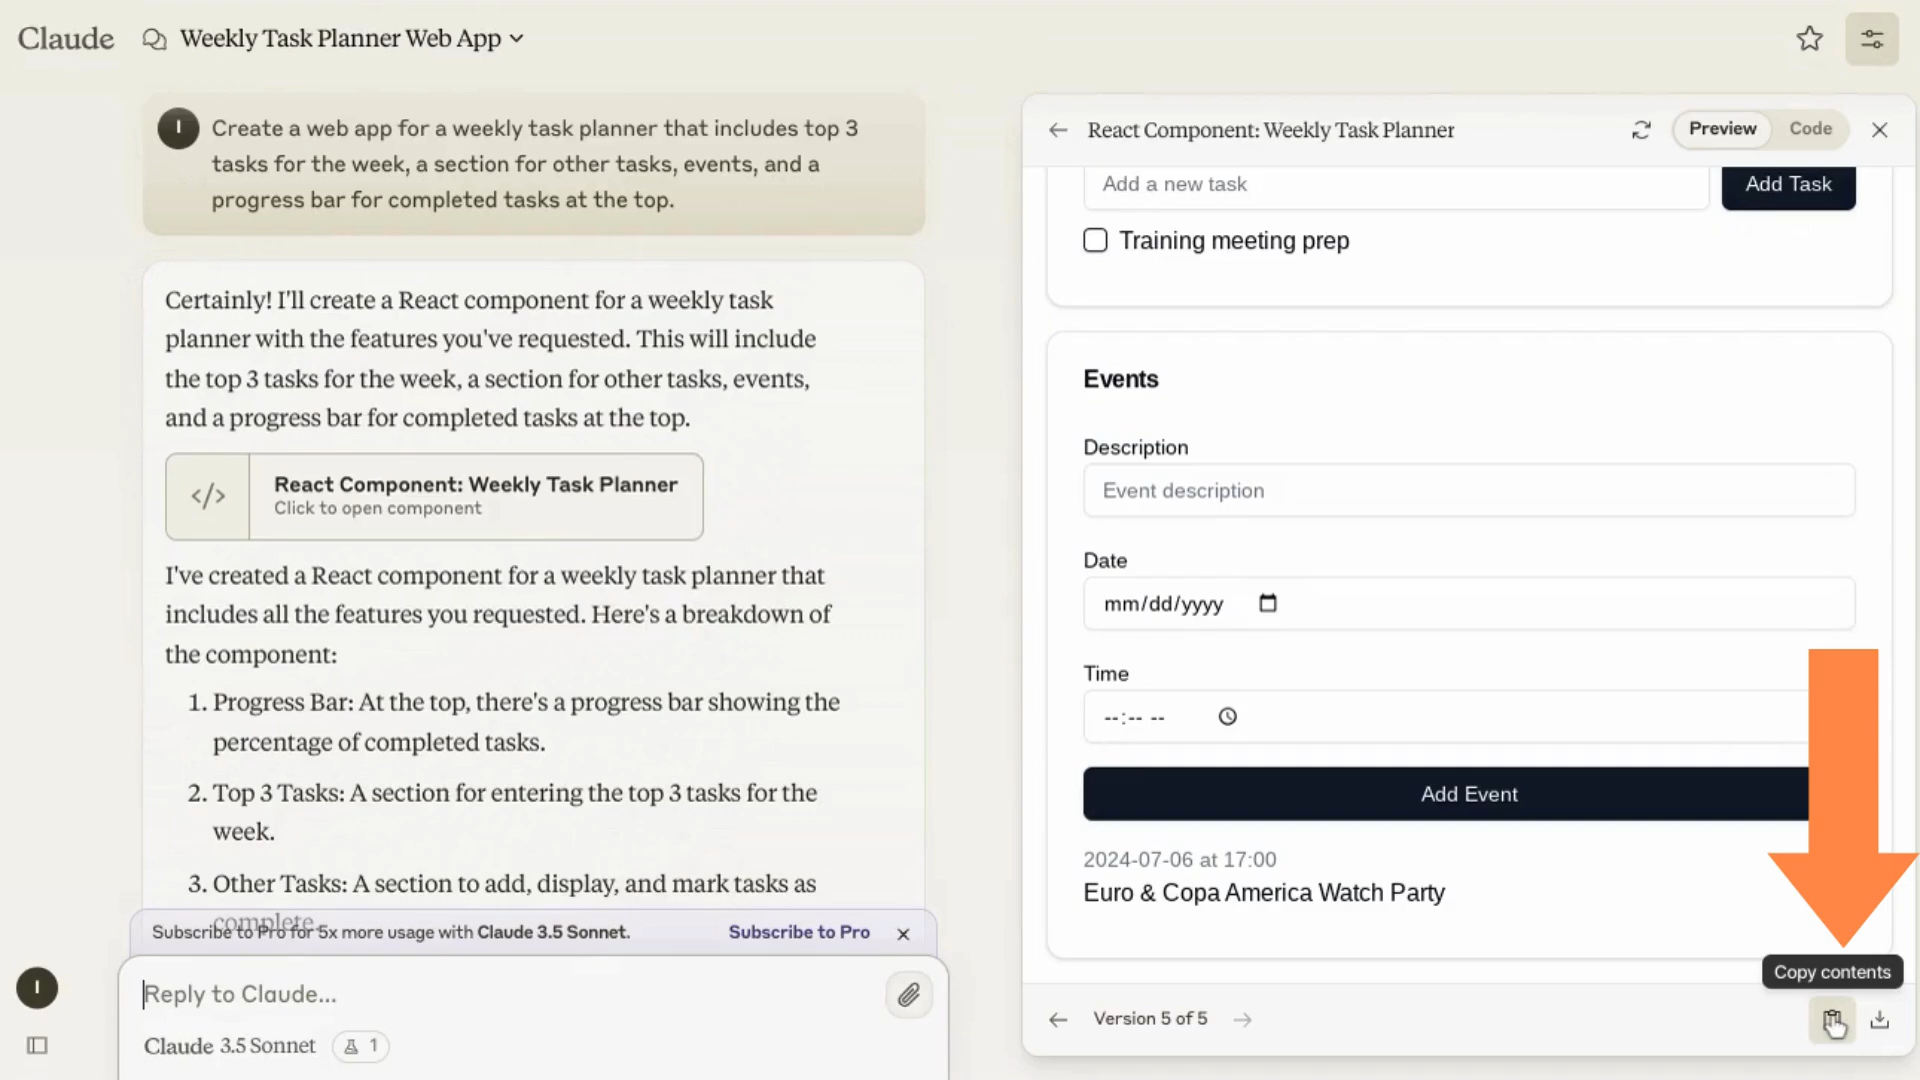 Claude
Weekly Task Planner Web App
I
Create a web app for a weekly task planner that includes top 3
tasks for the week, a section for other tasks, events, and a
progress bar for completed tasks at the top.
Certainly! I'll create a React component for a weekly task
planner with the features you've requested. This will include
the top 3 tasks for the week, a section for other tasks, events,
and a progress bar for completed tasks at the top.
</>
React Component: Weekly Task Planner
Click to open component
I've created a React component for a weekly task planner that
includes all the features you requested. Here's a breakdown of
the component:
1. Progress Bar: At the top, there's a progress bar showing the
percentage of completed tasks.
2. Top 3 Tasks: A section for entering the top 3 tasks for the
week.
3. Other Tasks: A section to add, display, and mark tasks as
complete.
Subscribe to Pro for 5x more usage with Claude 3.5 Sonnet.
Subscribe to Pro
I
Reply to Claude...
Claude 3.5 Sonnet
1
React Component: Weekly Task Planner
Preview
Code
Add a new task
Add Task
Training meeting prep
Events
Description
Event description
Date
mm/dd/yyyy
Time
--:-- --
Add Event
2024-07-06 at 17:00
Euro & Copa America Watch Party
Copy contents
Version 5 of 5